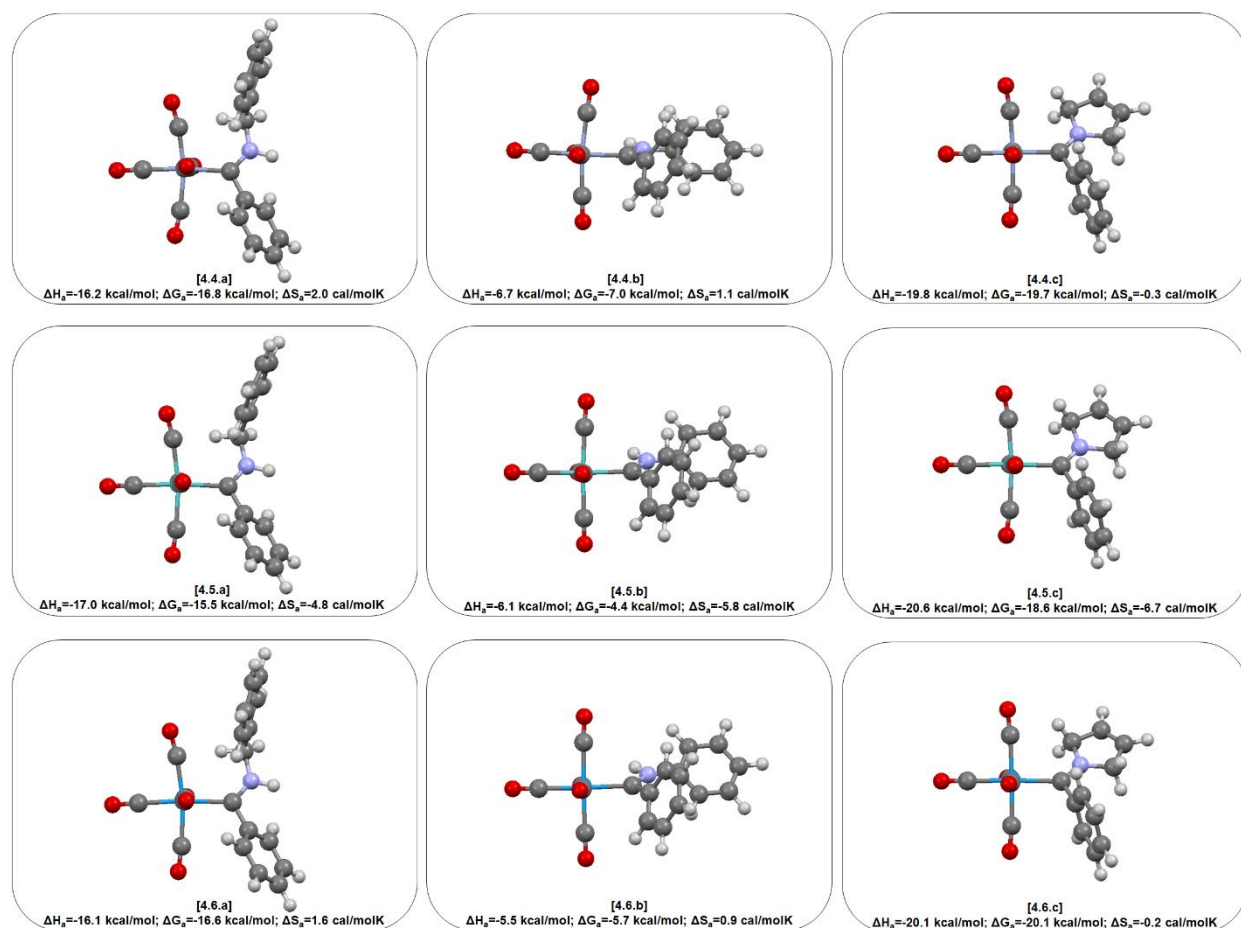 [4.4.a]
ΔHₐ=-16.2 kcal/mol; ΔGₐ=-16.8 kcal/mol; ΔSₐ=2.0 cal/molK
[4.4.b]
ΔHₐ=-6.7 kcal/mol; ΔGₐ=-7.0 kcal/mol; ΔSₐ=1.1 cal/molK
[4.4.c]
ΔHₐ=-19.8 kcal/mol; ΔGₐ=-19.7 kcal/mol; ΔSₐ=-0.3 cal/molK
[4.5.a]
ΔHₐ=-17.0 kcal/mol; ΔGₐ=-15.5 kcal/mol; ΔSₐ=-4.8 cal/molK
[4.5.b]
ΔHₐ=-6.1 kcal/mol; ΔGₐ=-4.4 kcal/mol; ΔSₐ=-5.8 cal/molK
[4.5.c]
ΔHₐ=-20.6 kcal/mol; ΔGₐ=-18.6 kcal/mol; ΔSₐ=-6.7 cal/molK
[4.6.a]
ΔHₐ=-16.1 kcal/mol; ΔGₐ=-16.6 kcal/mol; ΔSₐ=1.6 cal/molK
[4.6.b]
ΔHₐ=-5.5 kcal/mol; ΔGₐ=-5.7 kcal/mol; ΔSₐ=0.9 cal/molK
[4.6.c]
ΔHₐ=-20.1 kcal/mol; ΔGₐ=-20.1 kcal/mol; ΔSₐ=-0.2 cal/molK